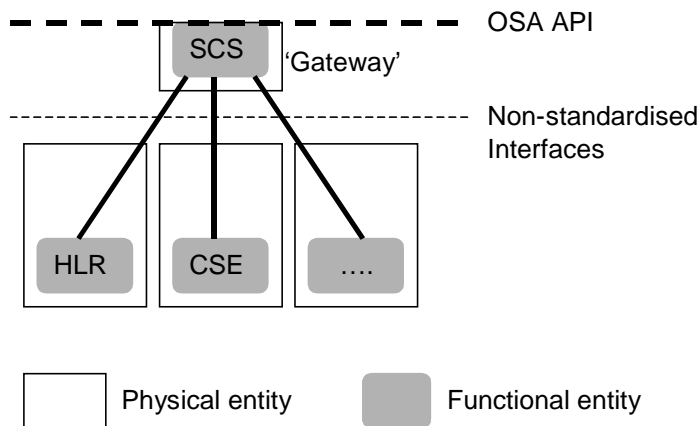 OSA API
SCS
‘Gateway’
Non-standardised
Interfaces
HLR
CSE
….
Physical entity
Functional entity